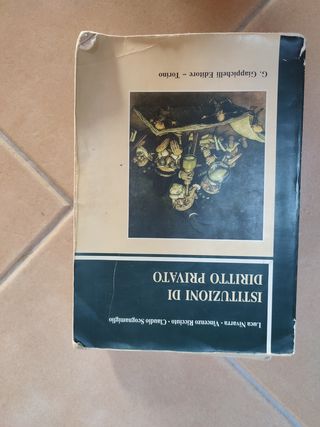 Luca Nivarra - Vincenzo Ricciuto - Claudio Scognamiglio
ISTITUZIONI DI
DIRITTO PRIVATO
G. Giappichelli Editore – Torino